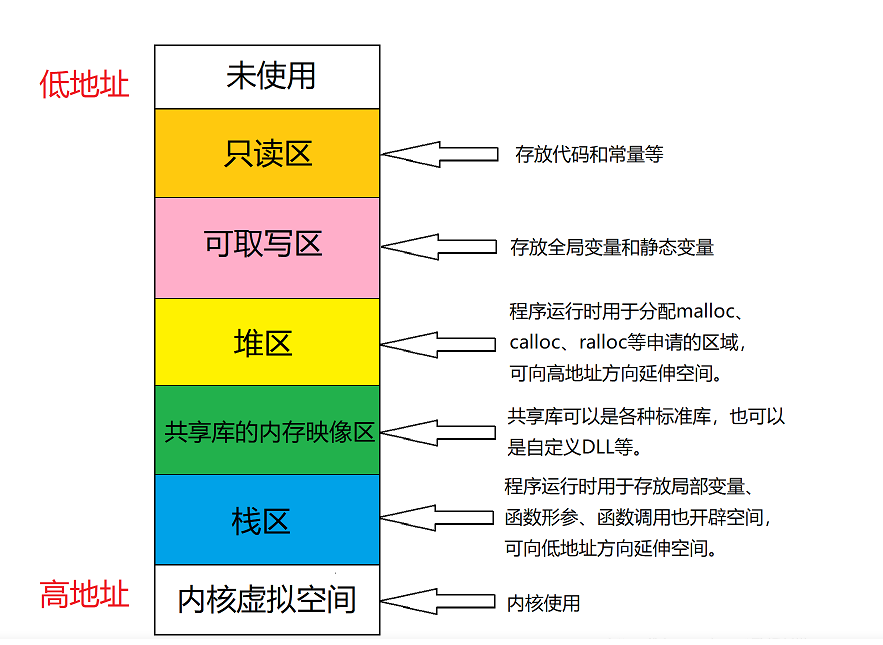 低地址
未使用
只读区
存放代码和常量等
可取写区
存放全局变量和静态变量
堆区
程序运行时用于分配malloc、
calloc、ralloc等申请的区域，
可向高地址方向延伸空间。
共享库的内存映像区
共享库可以是各种标准库，也可以
是自定义DLL等。
栈区
程序运行时用于存放局部变量、
函数形参、函数调用也开辟空间，
可向低地址方向延伸空间。
高地址
内核虚拟空间
内核使用